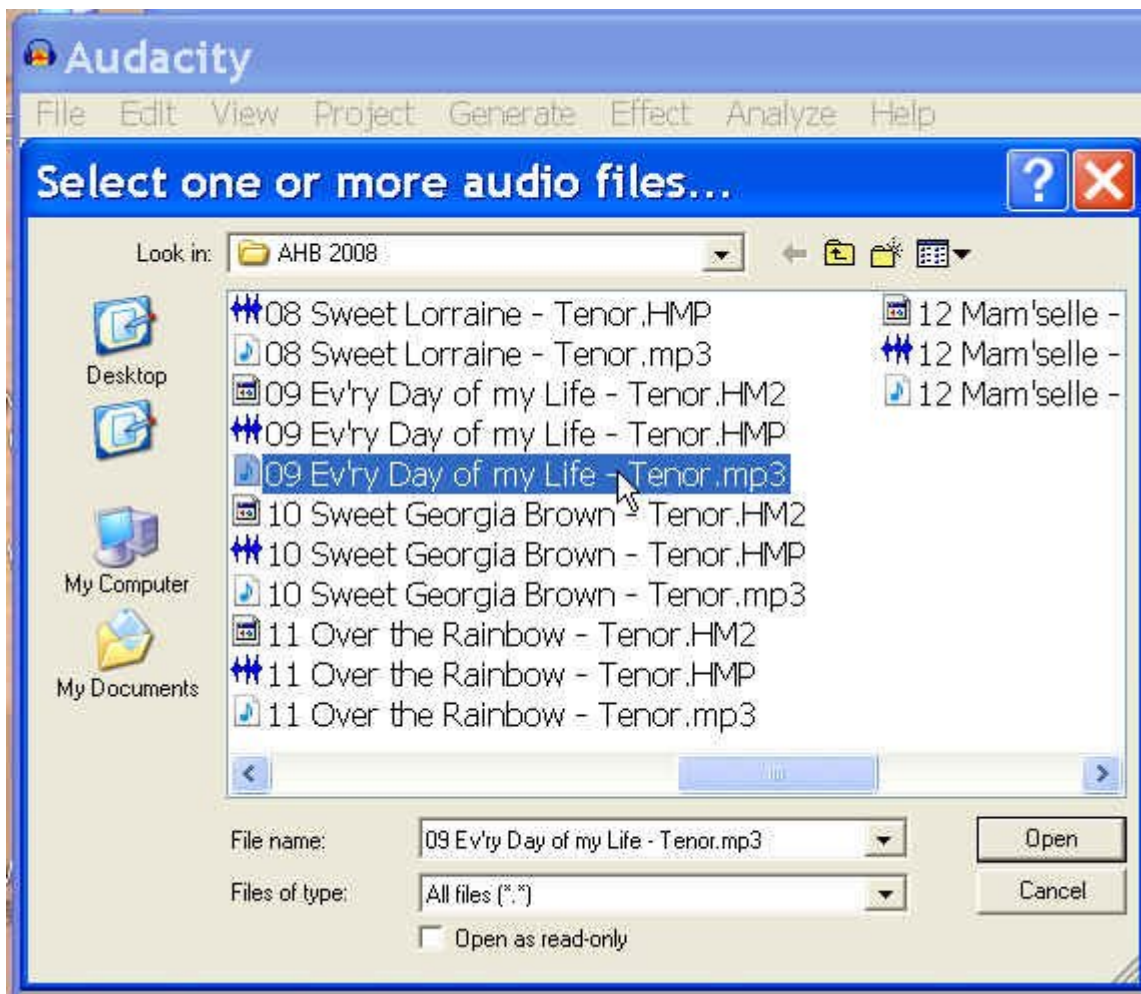 Audacity
File Edit View Project Generate Effect Analyze Help
Select one or more audio files...
Look in: AHB 2008
Desktop
My Computer
My Documents
08 Sweet Lorraine - Tenor.HMP
08 Sweet Lorraine - Tenor.mp3
09 Ev'ry Day of my Life - Tenor.HM2
09 Ev'ry Day of my Life - Tenor.HMP
09 Ev'ry Day of my Life - Tenor.mp3
10 Sweet Georgia Brown - Tenor.HM2
10 Sweet Georgia Brown - Tenor.HMP
10 Sweet Georgia Brown - Tenor.mp3
11 Over the Rainbow - Tenor.HM2
11 Over the Rainbow - Tenor.HMP
11 Over the Rainbow - Tenor.mp3
12 Mam'selle -
12 Mam'selle -
12 Mam'selle -
File name: 09 Ev'ry Day of my Life - Tenor.mp3 Open
Files of type: All files (*.*) Cancel
Open as read-only